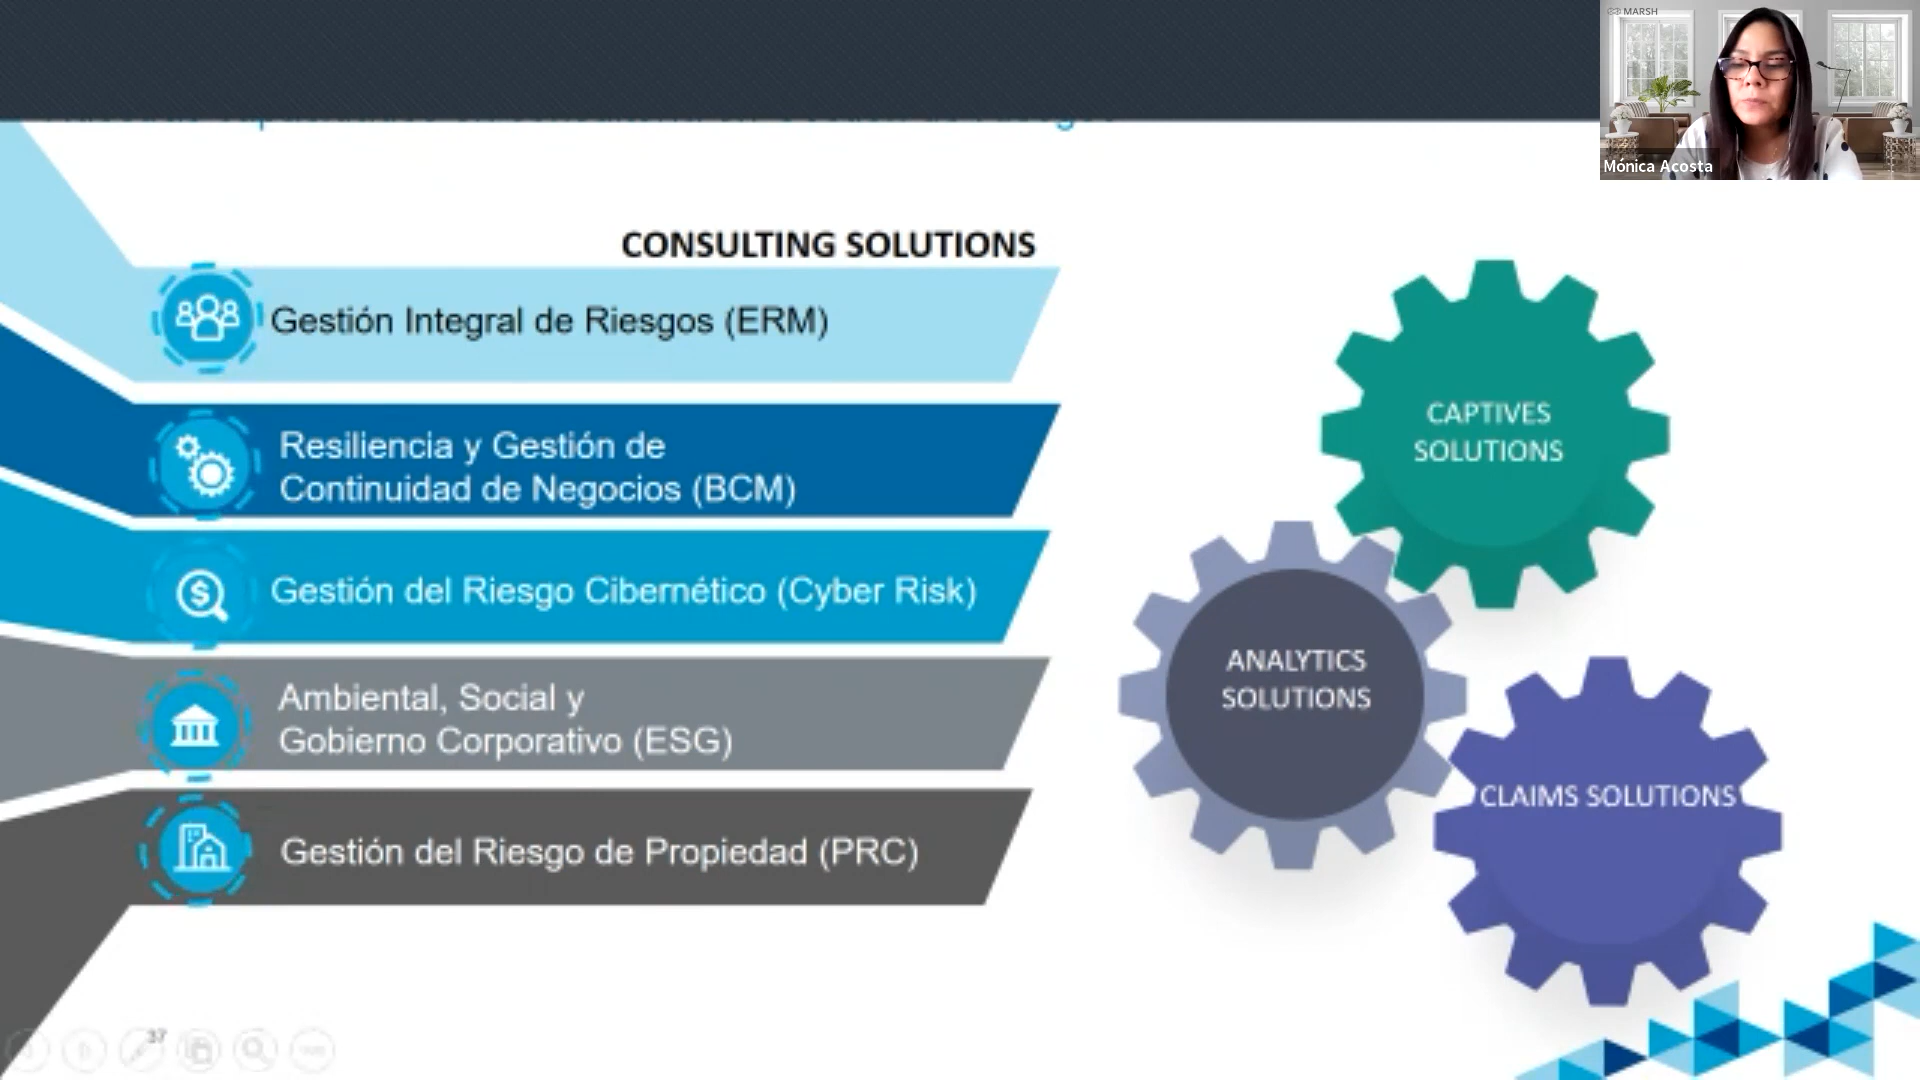 MARSH
Mónica Acosta
CONSULTING SOLUTIONS
Gestión Integral de Riesgos (ERM)
Resiliencia y Gestión de
Continuidad de Negocios (BCM)
Gestión del Riesgo Cibernético (Cyber Risk)
Ambiental, Social y
Gobierno Corporativo (ESG)
Gestión del Riesgo de Propiedad (PRC)
CAPTIVES
SOLUTIONS
ANALYTICS
SOLUTIONS
CLAIMS SOLUTIONS
37